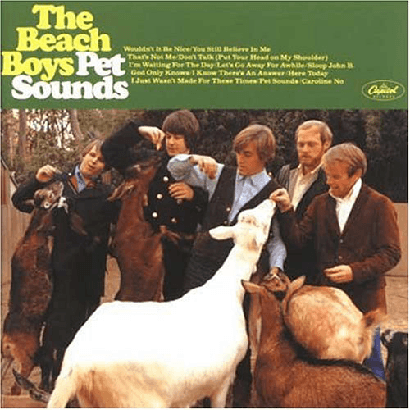 The
Beach
Boys Pet
Sounds
Wouldn't It Be Nice/You Still Believe In Me
That's Not Me/Don't Talk (Put Your Head on My Shoulder)
I'm Waiting For The Day/Let's Go Away For Awhile/Sloop John B.
God Only Knows/I Know There's An Answer/Here Today
I Just Wasn't Made For These Times/Pet Sounds/Caroline No
Capitol